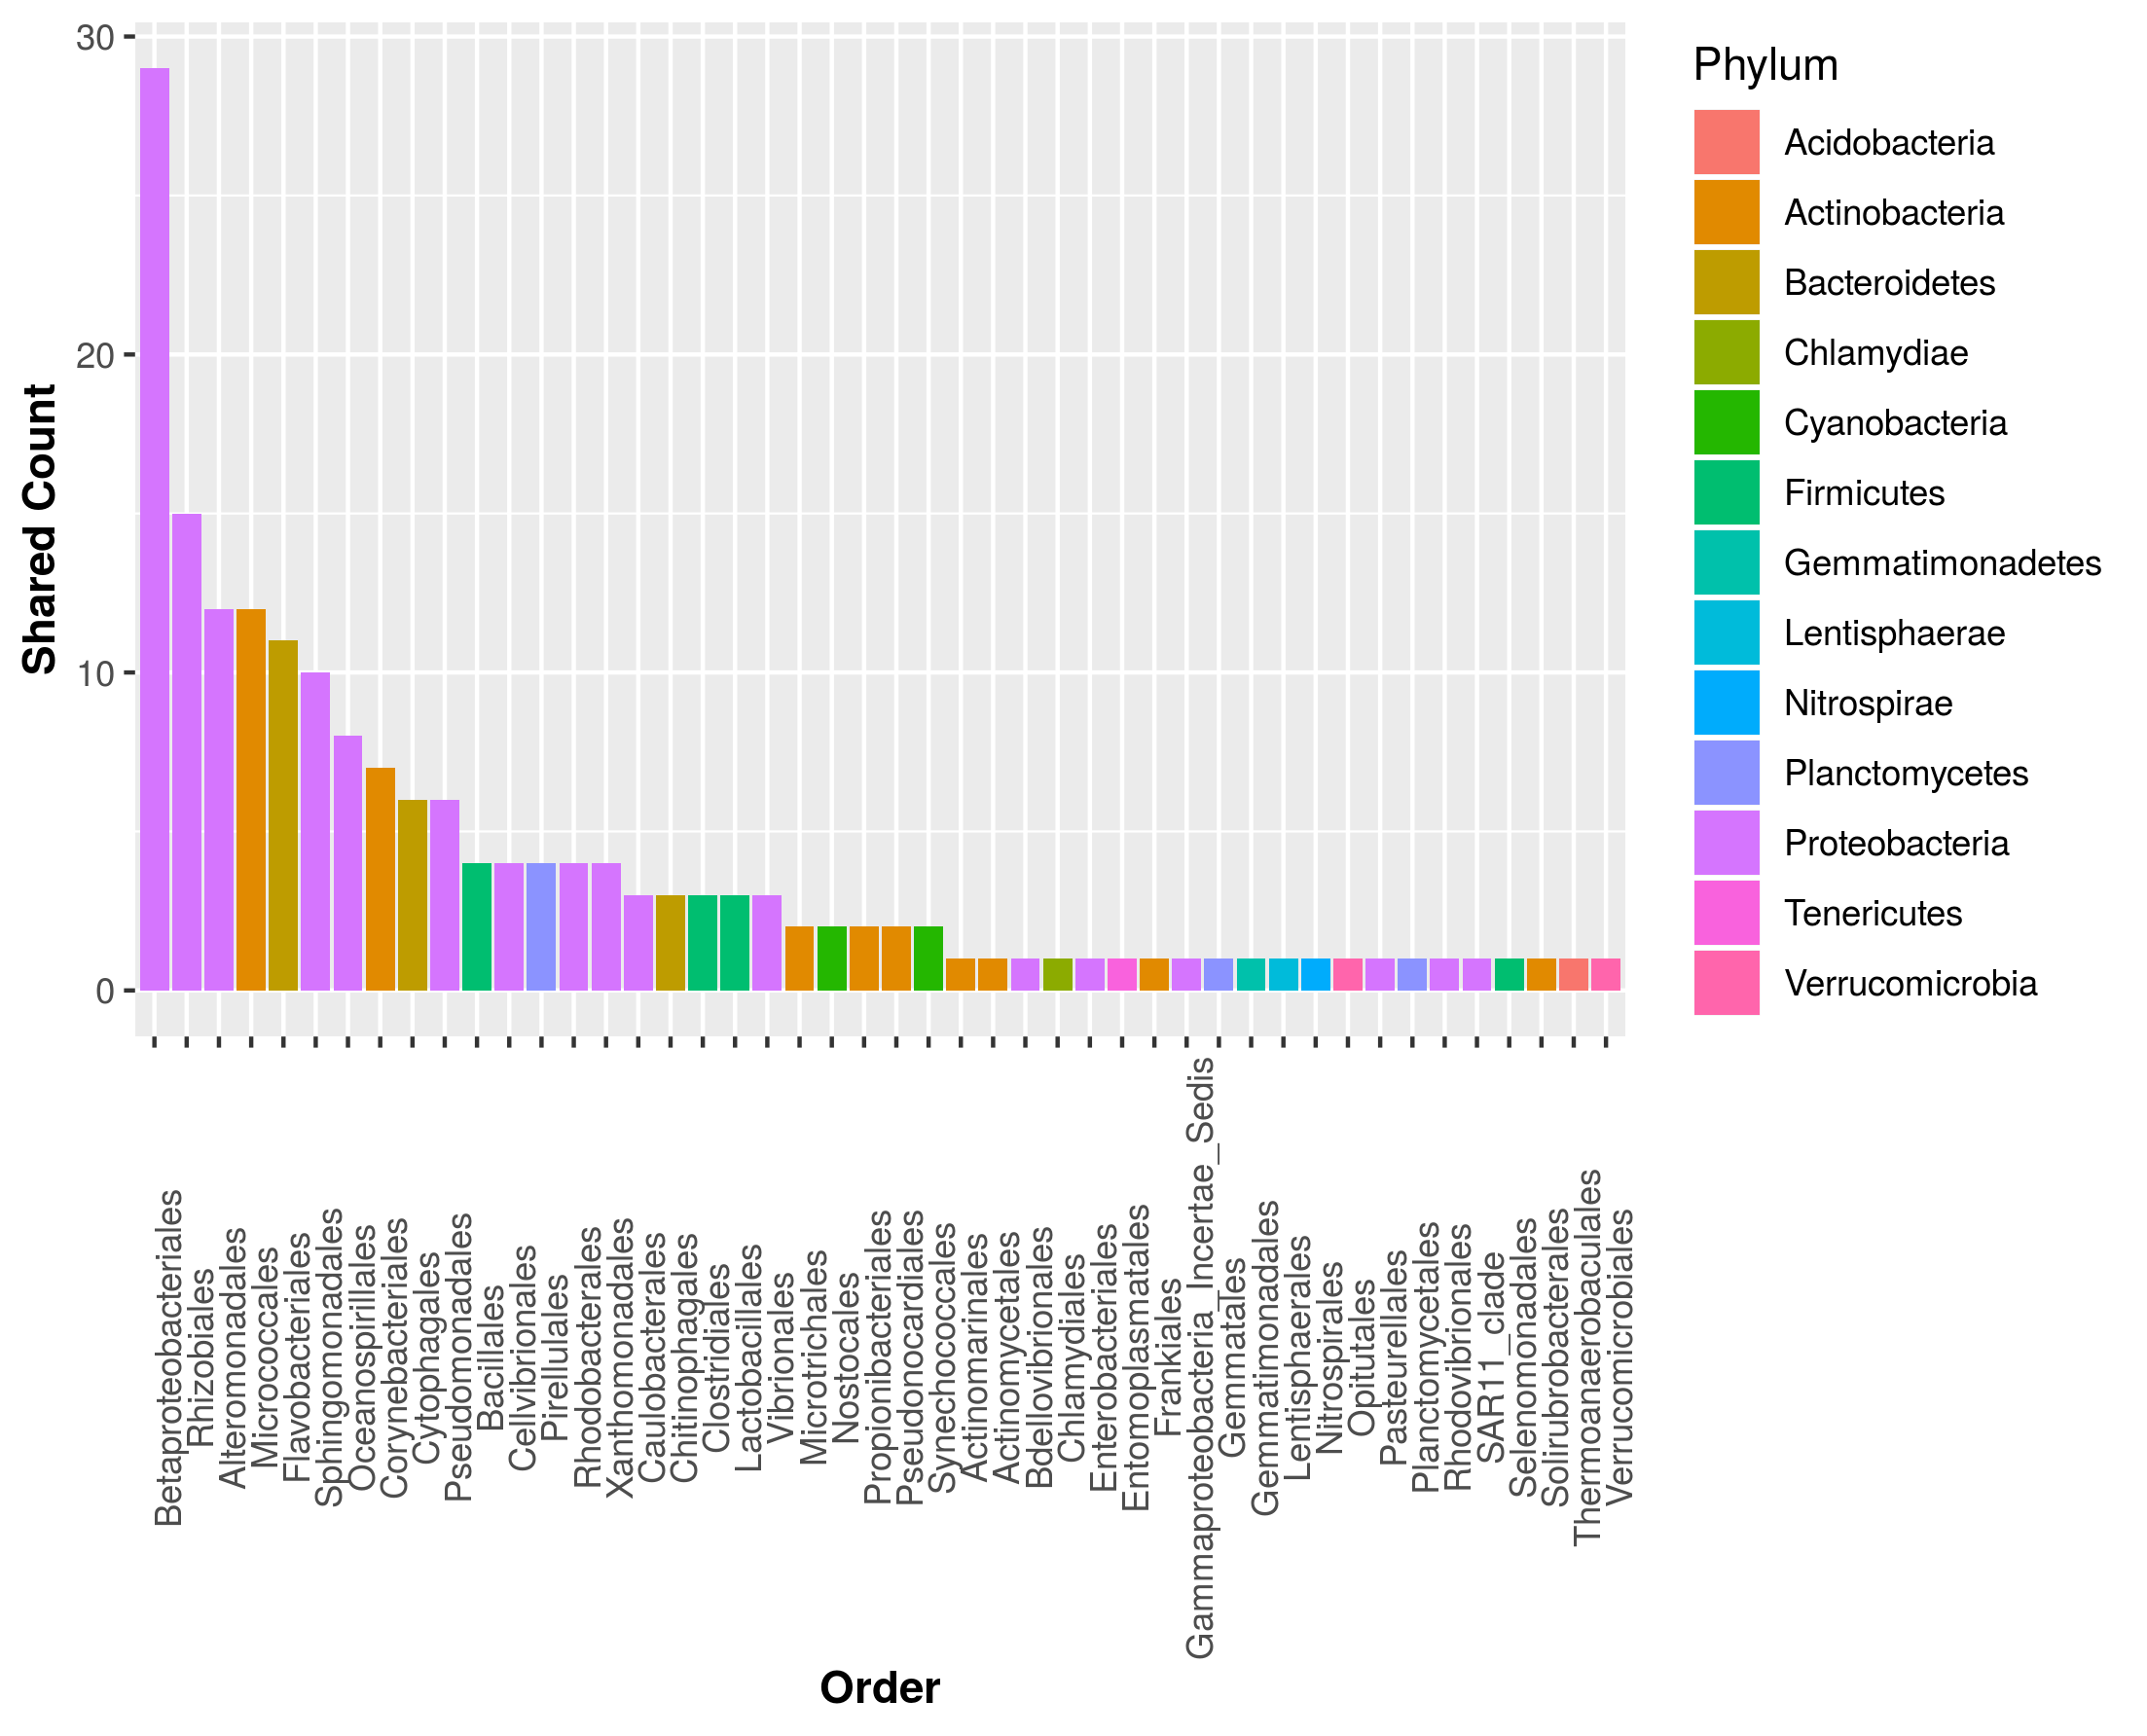 30
20
10
0
Shared Count
Betaproteobacteriales
Rhizobiales
Alteromonadales
Micrococcales
Flavobacteriales
Sphingomonadales
Oceanospirillales
Corynebacteriales
Cytophagales
Pseudomonadales
Bacillales
Cellvibrionales
Pirellulales
Rhodobacterales
Xanthomonadales
Caulobacterales
Chitinophagales
Clostridiales
Lactobacillales
Vibrionales
Microtrichales
Nostocales
Propionibacteriales
Pseudonocardiales
Synechococcales
Actinomarinales
Actinomycetales
Bdellovibrionales
Chlamydiales
Enterobacteriales
Entomoplasmatales
Frankiales
Gammaproteobacteria_Incertae_Sedis
Gemmatales
Gemmatimonadales
Lentisphaerales
Nitrospirales
Opitutales
Pasteurellales
Planctomycetales
Rhodovibrionales
SAR11_clade
Selenomonadales
Solirubrobacterales
Thermoanaerobaculales
Verrucomicrobiales
Order
Phylum
Acidobacteria
Actinobacteria
Bacteroidetes
Chlamydiae
Cyanobacteria
Firmicutes
Gemmatimonadetes
Lentisphaerae
Nitrospirae
Planctomycetes
Proteobacteria
Tenericutes
Verrucomicrobia